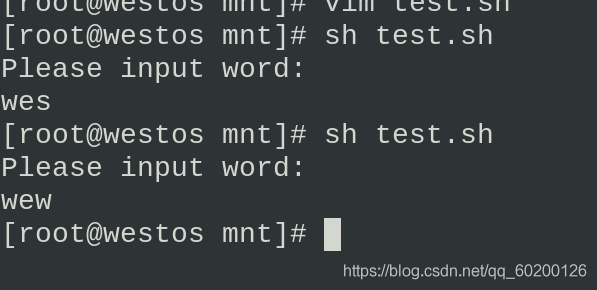 [root@westos mnt]# vim test.sh
[root@westos mnt]# sh test.sh
Please input word:
wes
[root@westos mnt]# sh test.sh
Please input word:
wew
[root@westos mnt]#
https://blog.csdn.net/qq_60200126